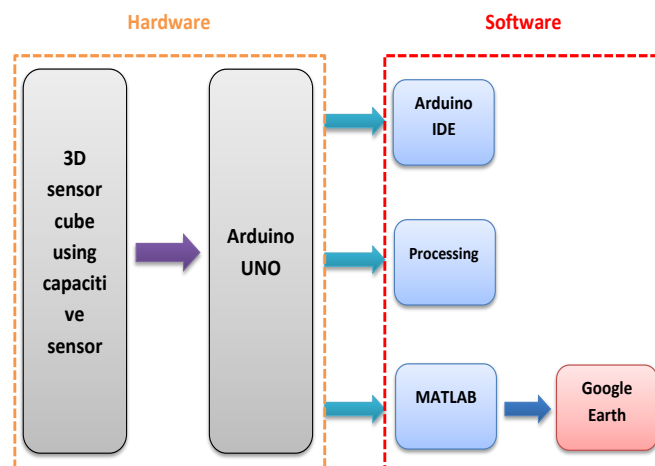 Hardware
Software
3D
sensor
cube
using
capaciti
ve
sensor
Arduino
UNO
Arduino
IDE
Processing
MATLAB
Google
Earth